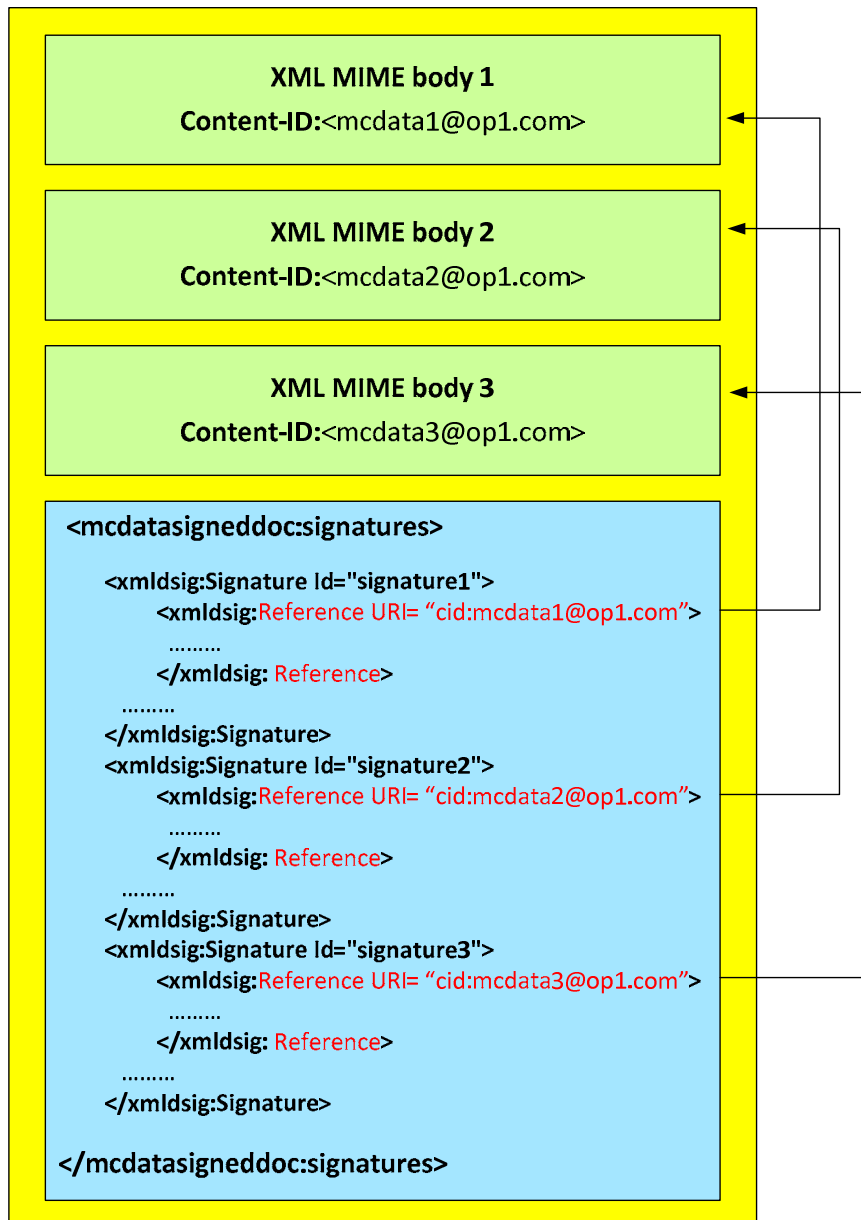 XML MIME body 1
Content-ID:<mcdata1@op1.com>
XML MIME body 2
Content-ID:<mcdata2@op1.com>
XML MIME body 3
Content-ID:<mcdata3@op1.com>
<mcdatasigneddoc:signatures>
<xmldsig:Signature Id="signature1">
<xmldsig:Reference URI= “cid:mcdata1@op1.com”>
.........
</xmldsig: Reference>
.........
</xmldsig:Signature>
<xmldsig:Signature Id="signature2">
<xmldsig:Reference URI= “cid:mcdata2@op1.com”>
.........
</xmldsig: Reference>
.........
</xmldsig:Signature>
<xmldsig:Signature Id="signature3">
<xmldsig:Reference URI= “cid:mcdata3@op1.com”>
.........
</xmldsig: Reference>
.........
</xmldsig:Signature>
</mcdatasigneddoc:signatures>